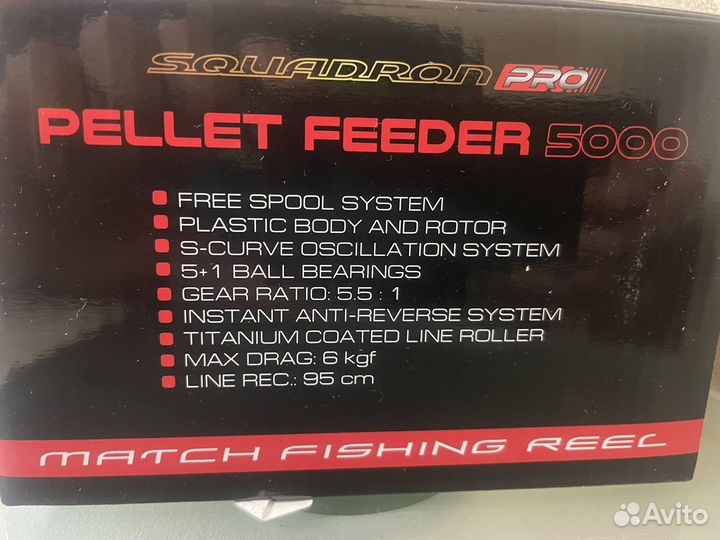 SQUADRON PRO
PELLET FEEDER 5000
FREE SPOOL SYSTEM
PLASTIC BODY AND ROTOR
S-CURVE OSCILLATION SYSTEM
5+1 BALL BEARINGS
GEAR RATIO: 5.5 : 1
INSTANT ANTI-REVERSE SYSTEM
TITANIUM COATED LINE ROLLER
MAX DRAG: 6 kgf
LINE REC.: 95 cm
MATCH FISHING REEL
Avito